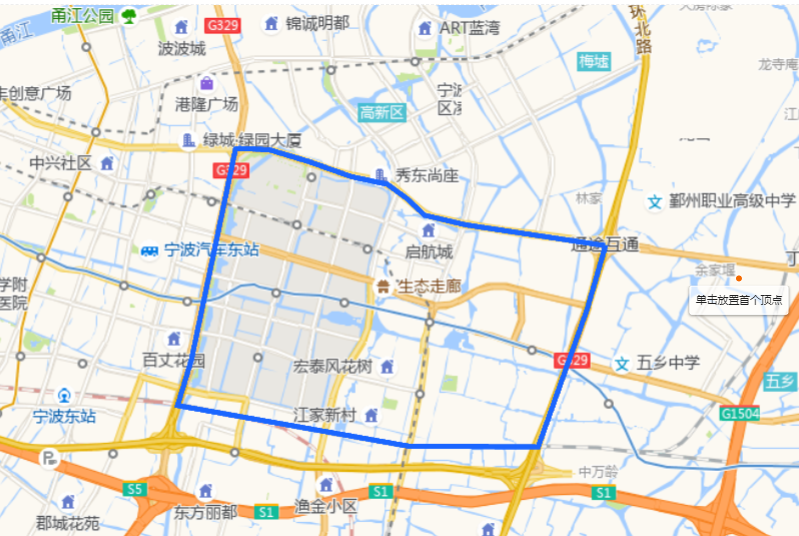 甬江公园
G329
锦诚明都
环北路
甬江
波波城
ART蓝湾
梅墟
龙寺庵
丰创意广场
港隆广场
高新区
绿城·绿园大厦
中兴社区
G329
秀东尚座
林家
鄞州职业高级中学
宁波汽车东站
启航城
通途互通
余家堰
学附
医院
生态走廊
单击放置首个顶点
百丈花园
宏泰风花树
G329
五乡中学
五乡
宁波东站
江家新村
G1504
P
中万龄
S5
东方丽都
S1
渔金小区
S1
S1
郡城花苑